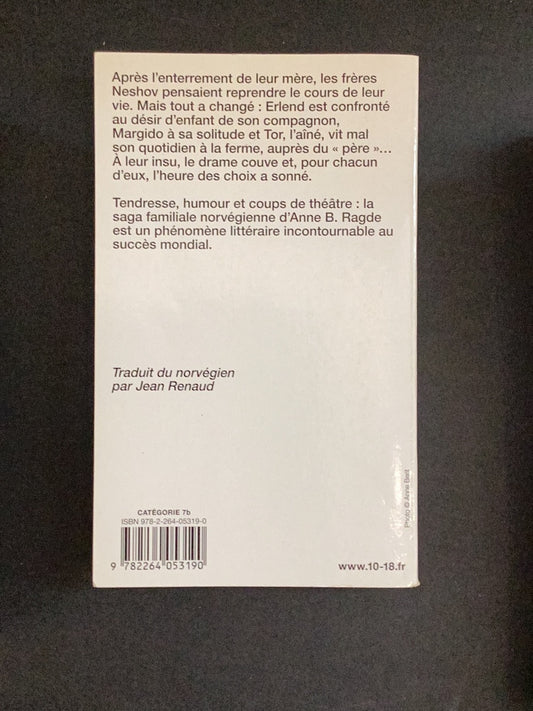 Après l'enterrement de leur mère, les frères
Neshov pensaient reprendre le cours de leur
vie. Mais tout a changé : Erlend est confronté
au désir d'enfant de son compagnon,
Margido à sa solitude et Tor, l'aîné, vit mal
son quotidien à la ferme, auprès du « père »...
À leur insu, le drame couve et, pour chacun
d'eux, l'heure des choix a sonné.
Tendresse, humour et coups de théâtre : la
saga familiale norvégienne d'Anne B. Ragde
est un phénomène littéraire incontournable au
succès mondial.
Traduit du norvégien
par Jean Renaud
Photo © Anne
CATÉGORIE 7b
ISBN 978-2-264-05319-0
9 782264 053190
www.10-18.fr